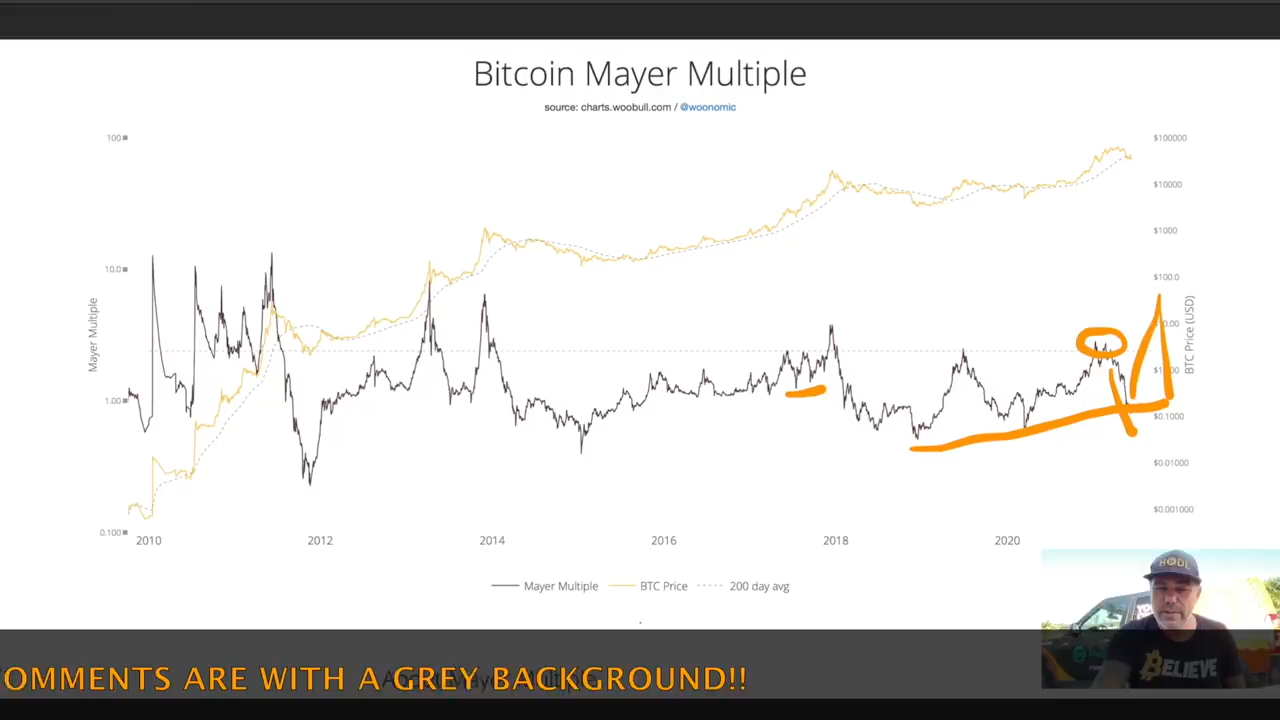 Bitcoin Mayer Multiple
source: charts.woobull.com / @woonomic
100
10.0
1.00
0.100
Mayer Multiple
$100000
$10000
$1000
$100.0
$0.1000
$0.01000
$0.001000
BTC Price (USD)
2010
2012
2014
2016
2018
2020
Mayer Multiple
BTC Price
200 day avg
HODL
BELIEVE
OMMENTS ARE WITH A GREY BACKGROUND!!